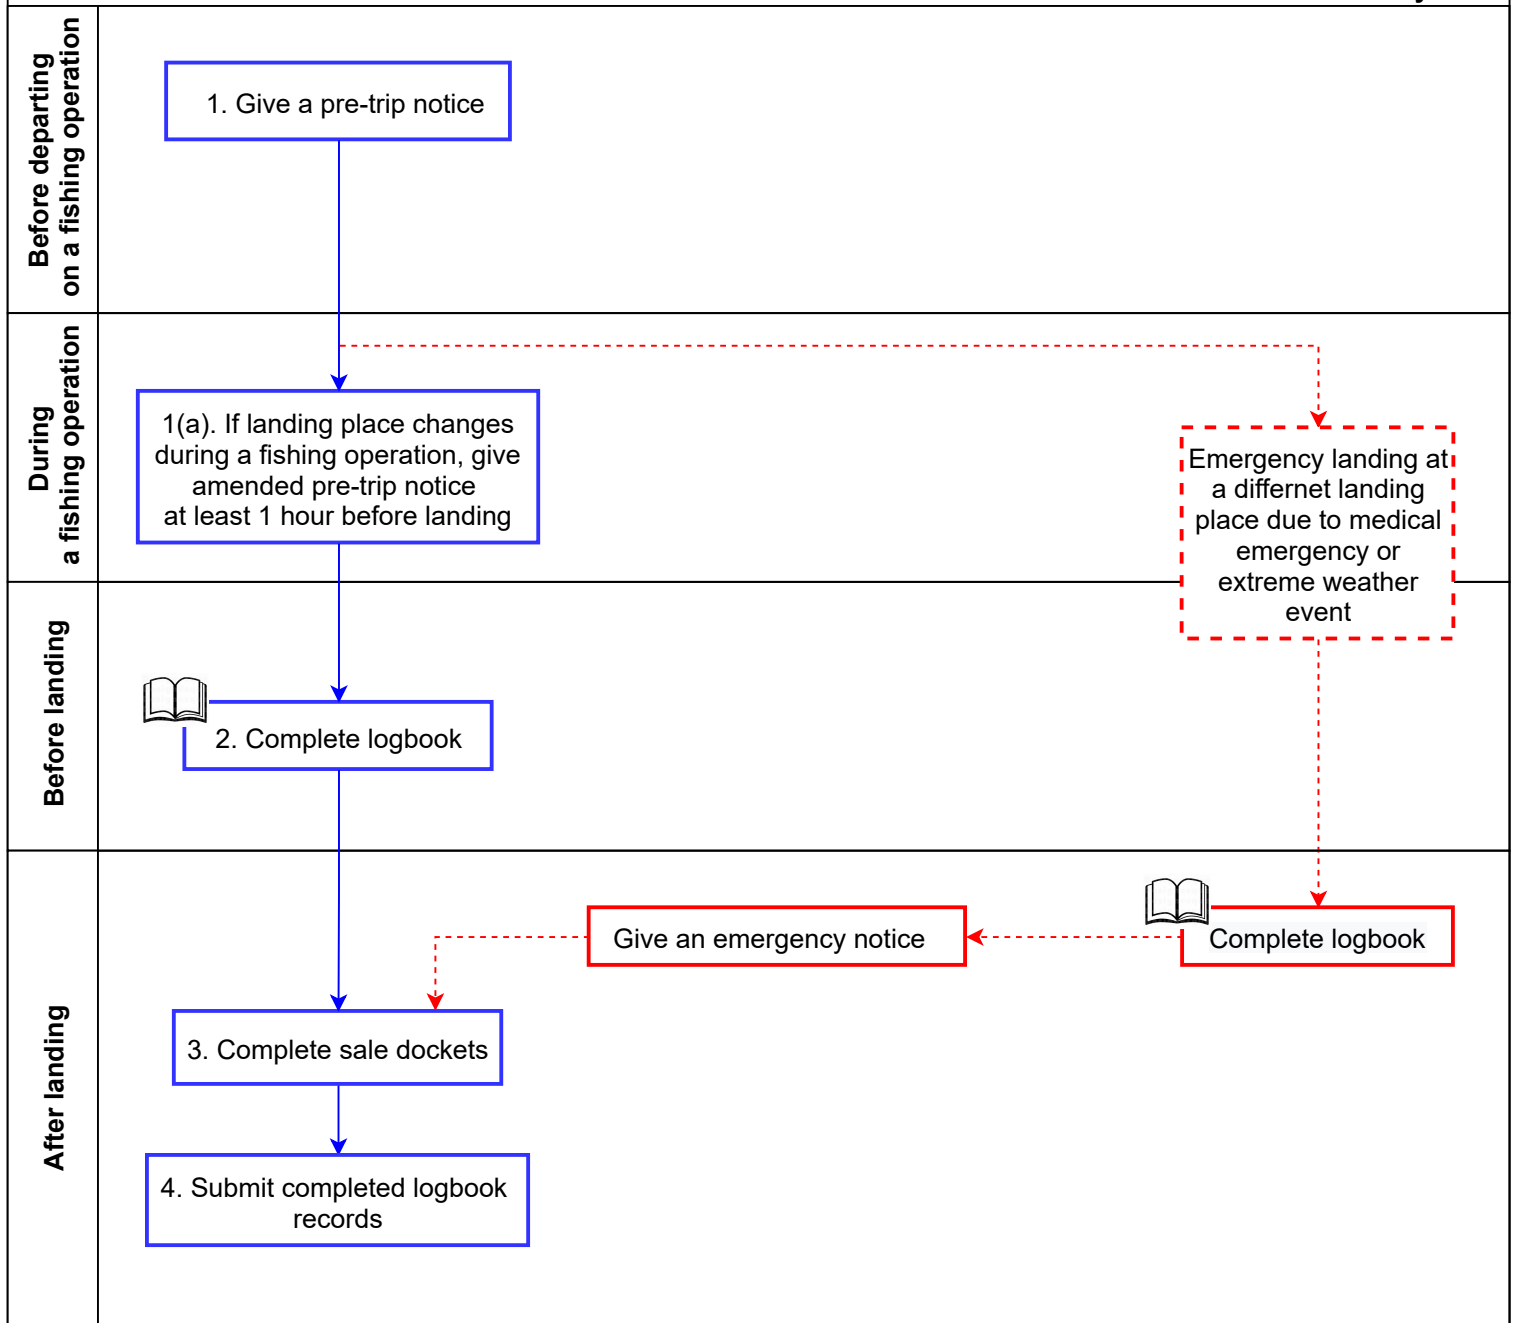 Before departing
on a fishing operation
1. Give a pre-trip notice
During
a fishing operation
1(a). If landing place changes
during a fishing operation, give
amended pre-trip notice
at least 1 hour before landing
Emergency landing at
a differnet landing
place due to medical
emergency or
extreme weather
event
Before landing
2. Complete logbook
After landing
Give an emergency notice
Complete logbook
3. Complete sale dockets
4. Submit completed logbook
records